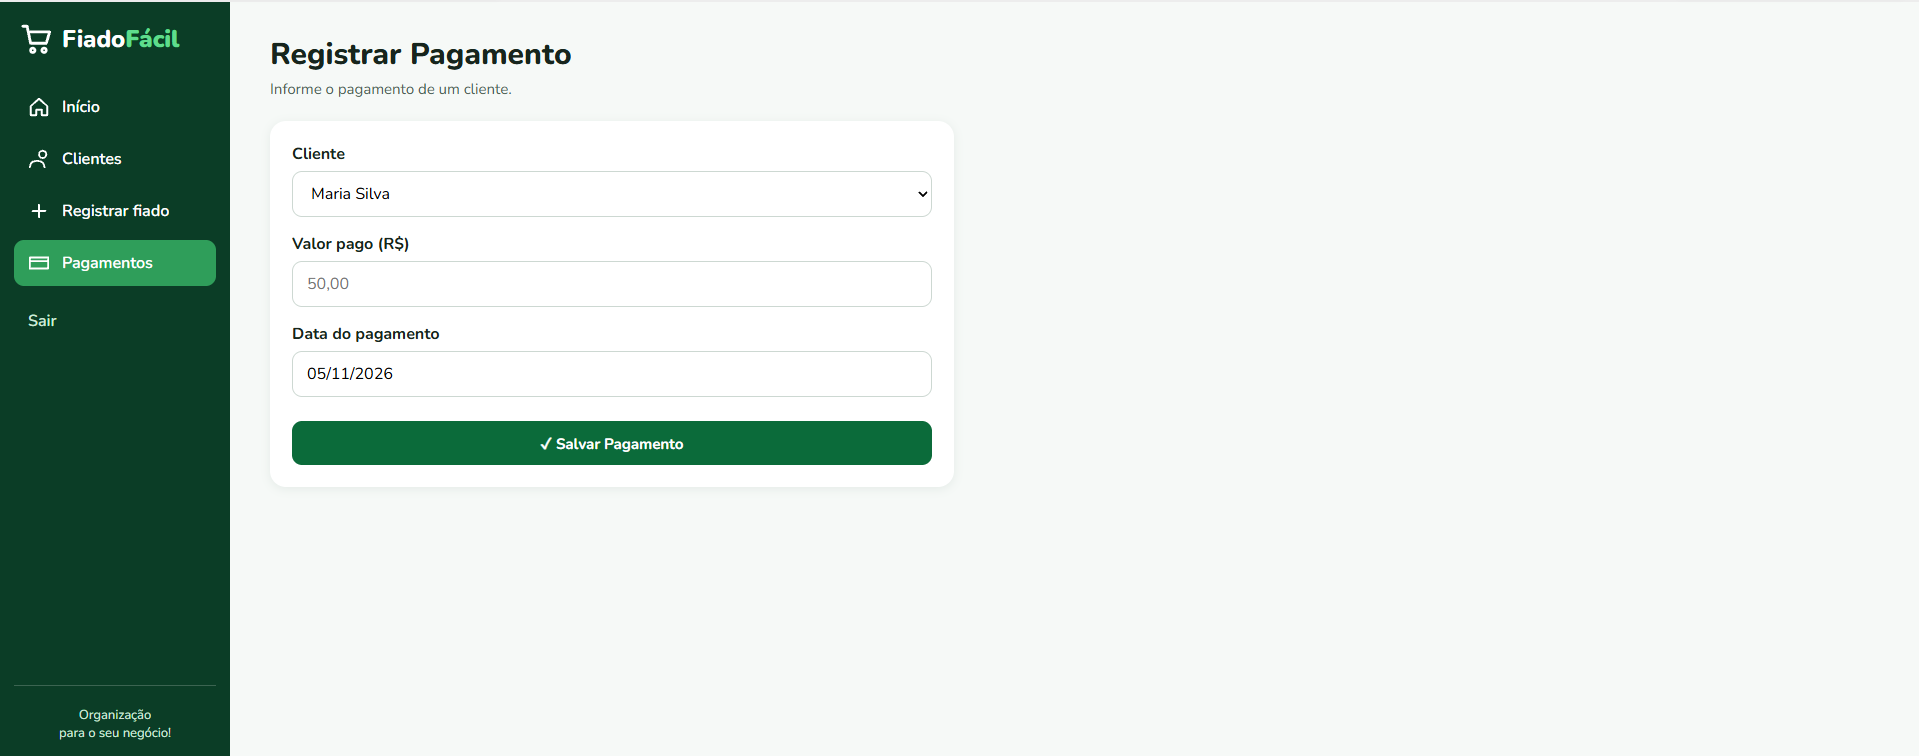 FiadoFácil
Início
Clientes
Registrar fiado
Pagamentos
Sair
Organização
para o seu negócio!
Registrar Pagamento
Informe o pagamento de um cliente.
Cliente
Maria Silva
Valor pago (R$)
50,00
Data do pagamento
05/11/2026
✓ Salvar Pagamento